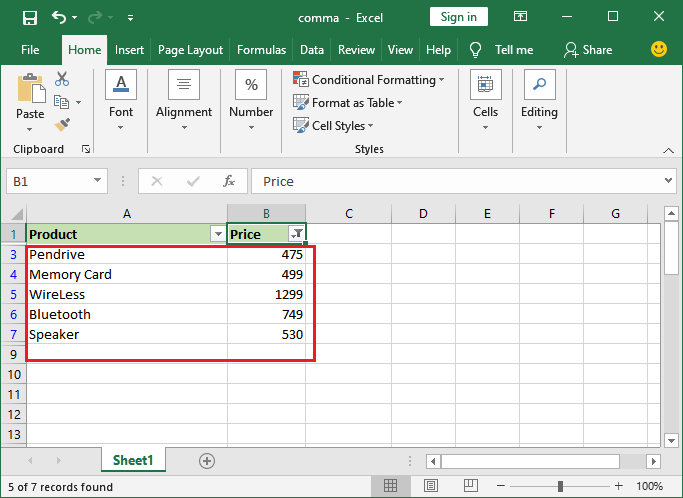 comma - Excel
Sign in
File Home Insert Page Layout Formulas Data Review View Help Tell me Share
Paste
Clipboard
A
Font
Alignment
%
Number
Conditional Formatting
Format as Table
Cell Styles
Styles
Cells
Editing
B1 fx Price
A B C D E F G
1 Product Price
3 Pendrive 475
4 Memory Card 499
5 WireLess 1299
6 Bluetooth 749
7 Speaker 530
9
10
11
12
13
Sheet1
5 of 7 records found 100%